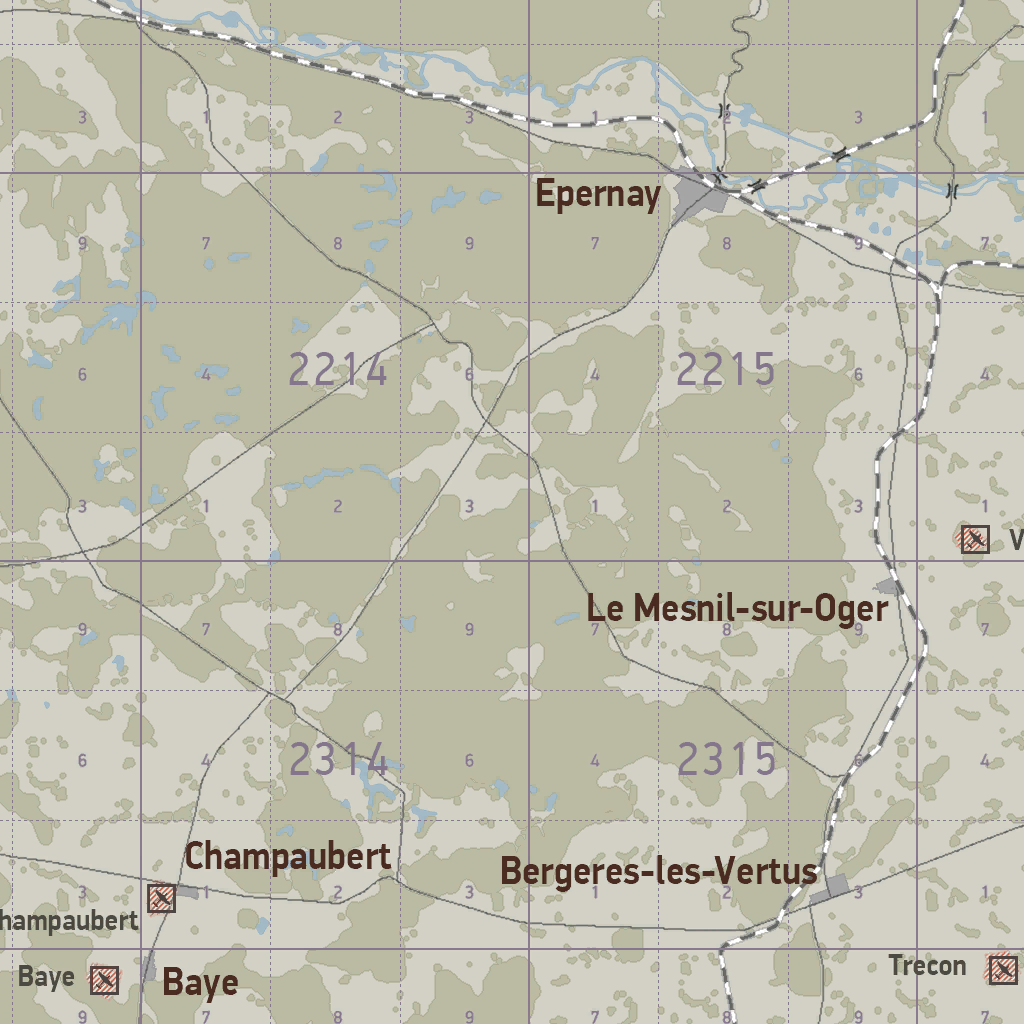 3 1 2 3 1 2 3 1
Epernay
9 7 8 9 7 8 9 7
2214 2215
6 4 6 4 6 4
3 1 2 3 1 2 3 1
V
Le Mesnil-sur-Oger
9 7 8 9 7 8 9 7
2314 2315
6 4 6 4 6 4
Champaubert
Bergeres-les-Vertus
3 1 2 3 1 2 3 1
hampaubert
Trecon
Baye
Baye
9 7 8 9 7 8 9 7